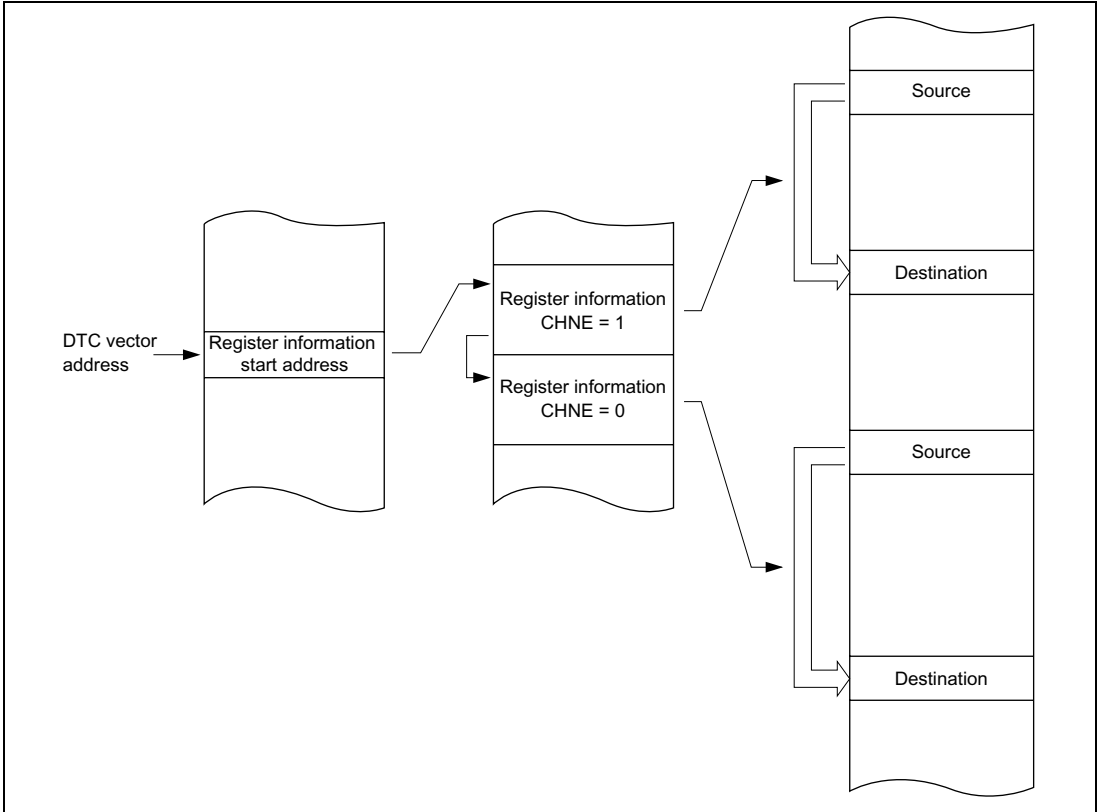 DTC vector
address
Register information
start address
Register information
CHNE = 1
Register information
CHNE = 0
Source
Destination
Source
Destination